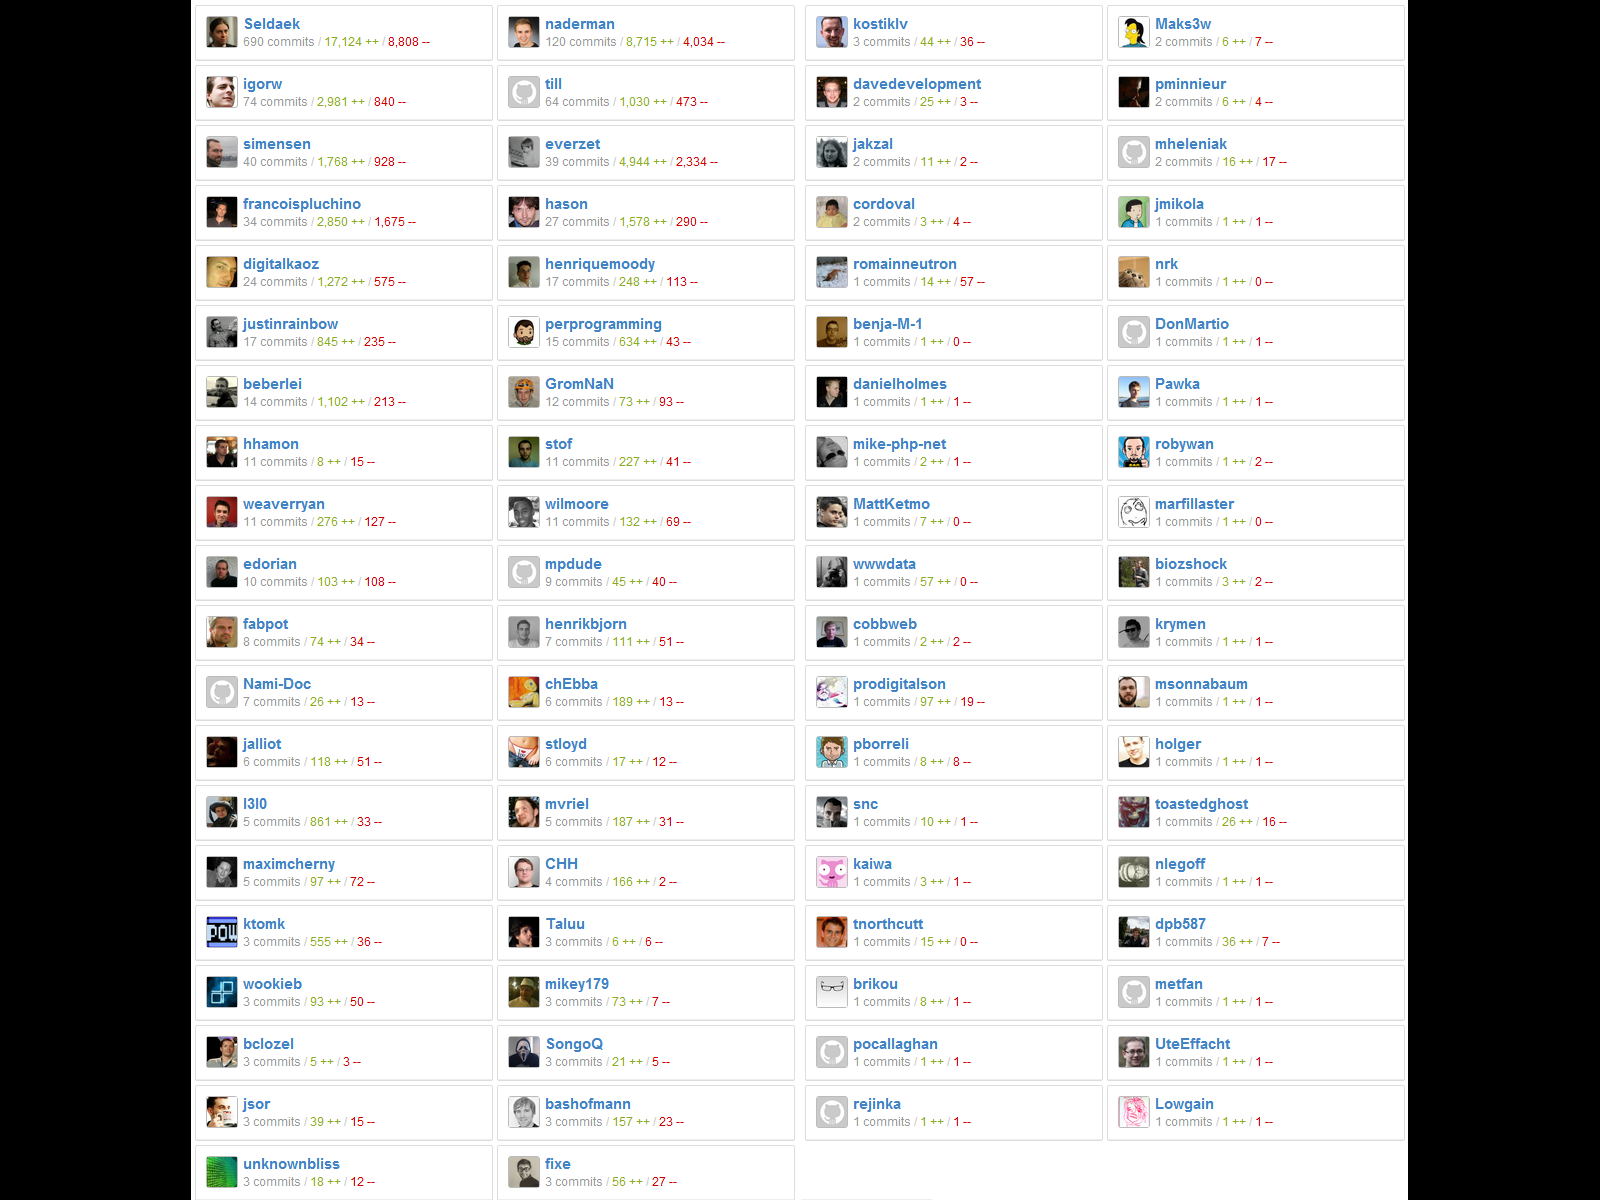 Seldaek
690 commits / 17,124 ++ / 8,808 --
naderman
120 commits / 8,715 ++ / 4,034 --
igorw
74 commits / 2,981 ++ / 840 --
till
64 commits / 1,030 ++ / 473 --
simensen
40 commits / 1,768 ++ / 928 --
everzet
39 commits / 4,944 ++ / 2,334 --
francoispluchino
34 commits / 2,850 ++ / 1,675 --
hason
27 commits / 1,578 ++ / 290 --
digitalkaoz
24 commits / 1,272 ++ / 575 --
henriquemoody
17 commits / 248 ++ / 113 --
justinrainbow
17 commits / 845 ++ / 235 --
perprogramming
15 commits / 634 ++ / 43 --
beberlei
14 commits / 1,102 ++ / 213 --
GromNaN
12 commits / 73 ++ / 93 --
hhamon
11 commits / 8 ++ / 15 --
stof
11 commits / 227 ++ / 41 --
weaverryan
11 commits / 276 ++ / 127 --
wilmoore
11 commits / 132 ++ / 69 --
edorian
10 commits / 103 ++ / 108 --
mpdude
9 commits / 45 ++ / 40 --
fabpot
8 commits / 74 ++ / 34 --
henrikbjorn
7 commits / 111 ++ / 51 --
Nami-Doc
7 commits / 26 ++ / 13 --
chEbba
6 commits / 189 ++ / 13 --
jalliot
6 commits / 118 ++ / 51 --
stloyd
6 commits / 17 ++ / 12 --
l3l0
5 commits / 861 ++ / 33 --
mvriel
5 commits / 187 ++ / 31 --
maximcherny
5 commits / 97 ++ / 72 --
CHH
4 commits / 166 ++ / 2 --
ktomk
3 commits / 555 ++ / 36 --
Taluu
3 commits / 6 ++ / 6 --
wookieb
3 commits / 93 ++ / 50 --
mikey179
3 commits / 73 ++ / 7 --
bclozel
3 commits / 5 ++ / 3 --
SongoQ
3 commits / 21 ++ / 5 --
jsor
3 commits / 39 ++ / 15 --
bashofmann
3 commits / 157 ++ / 23 --
unknownbliss
3 commits / 18 ++ / 12 --
fixe
3 commits / 56 ++ / 27 --
kostiklv
3 commits / 44 ++ / 36 --
Maks3w
2 commits / 6 ++ / 7 --
davedevelopment
2 commits / 25 ++ / 3 --
pminnieur
2 commits / 6 ++ / 4 --
jakzal
2 commits / 11 ++ / 2 --
mheleniak
2 commits / 16 ++ / 17 --
cordoval
2 commits / 3 ++ / 4 --
jmikola
1 commits / 1 ++ / 1 --
romainneutron
1 commits / 14 ++ / 57 --
nrk
1 commits / 1 ++ / 0 --
benja-M-1
1 commits / 1 ++ / 0 --
DonMartio
1 commits / 1 ++ / 1 --
danielholmes
1 commits / 1 ++ / 1 --
Pawka
1 commits / 1 ++ / 1 --
mike-php-net
1 commits / 2 ++ / 1 --
robywan
1 commits / 1 ++ / 2 --
MattKetmo
1 commits / 7 ++ / 0 --
marfillaster
1 commits / 1 ++ / 0 --
wwwdata
1 commits / 57 ++ / 0 --
biozshock
1 commits / 3 ++ / 2 --
cobbweb
1 commits / 2 ++ / 2 --
krymen
1 commits / 1 ++ / 1 --
prodigitalson
1 commits / 97 ++ / 19 --
msonnabaum
1 commits / 1 ++ / 1 --
pborreli
1 commits / 8 ++ / 8 --
holger
1 commits / 1 ++ / 1 --
snc
1 commits / 10 ++ / 1 --
toastedghost
1 commits / 26 ++ / 16 --
kaiwa
1 commits / 3 ++ / 1 --
nlegoff
1 commits / 1 ++ / 1 --
tnorthcutt
1 commits / 15 ++ / 0 --
dpb587
1 commits / 36 ++ / 7 --
brikou
1 commits / 8 ++ / 1 --
metfan
1 commits / 1 ++ / 1 --
pocallaghan
1 commits / 1 ++ / 1 --
UteEffacht
1 commits / 1 ++ / 1 --
rejinka
1 commits / 1 ++ / 1 --
Lowgain
1 commits / 1 ++ / 1 --
POW